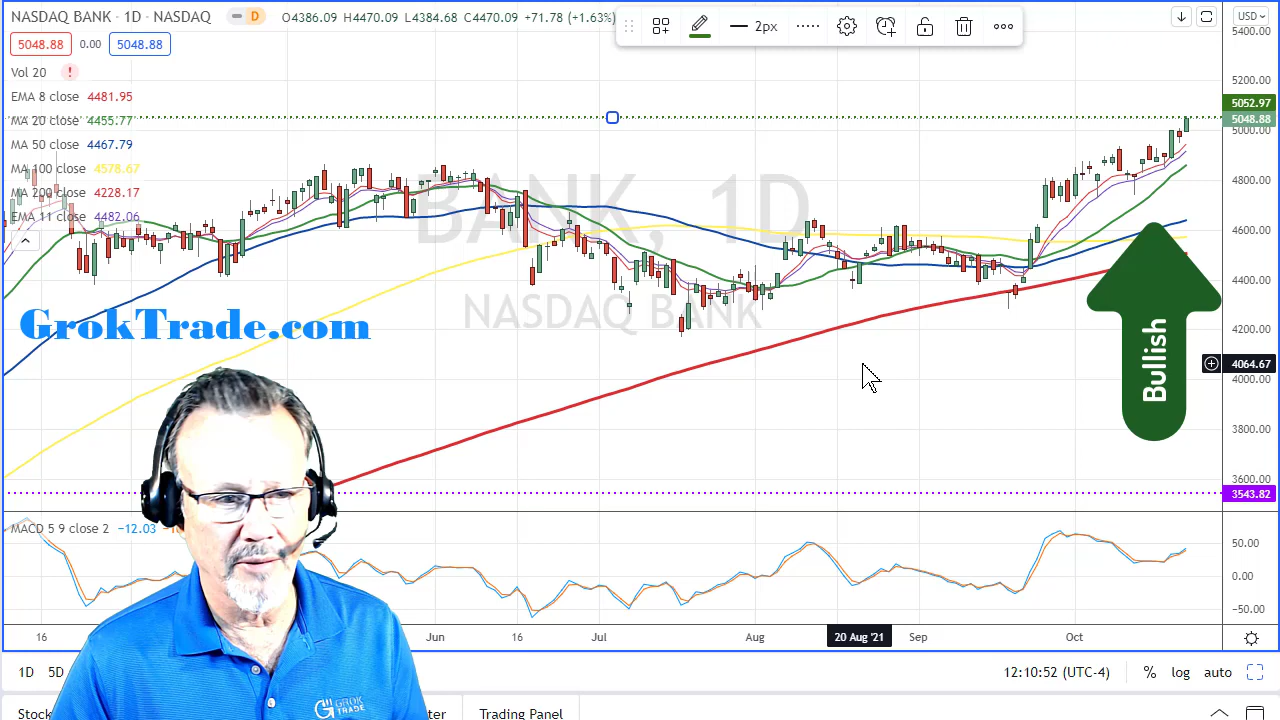 NASDAQ BANK · 1D · NASDAQ D O4386.09 H4470.09 L4384.68 C4470.09 +71.78 (+1.63%)
2px
USD
5048.88 0.00 5048.88
Vol 20 !
EMA 8 close 4481.95
MA 20 close 4455.77
MA 50 close 4467.79
MA 100 close 4578.67
MA 200 close 4228.17
EMA 11 close 4482.06
BANK, 1D
NASDAQ BANK
GrokTrade.com
Bullish
5400.00
5200.00
5052.97
5048.88
5000.00
4800.00
4600.00
4400.00
4200.00
4064.67
4000.00
3800.00
3600.00
3543.82
MACD 5 9 close 2 −12.03
50.00
0.00
−50.00
16 Jun 16 Jul Aug 20 Aug '21 Sep Oct
1D 5D 12:10:52 (UTC-4) % log auto
GROK
TRADE
Stock ter Trading Panel